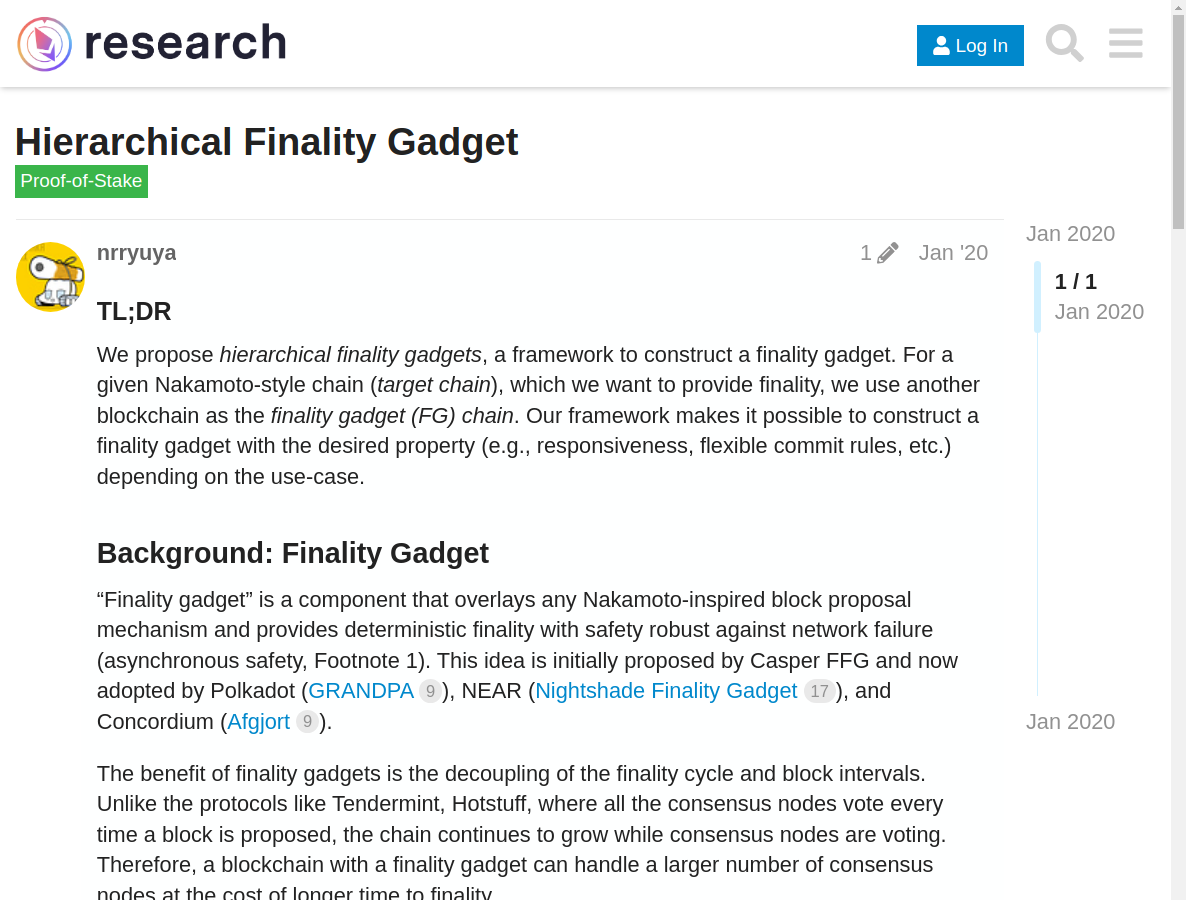 research
Log In
Hierarchical Finality Gadget
Proof-of-Stake
nrryuya
1
Jan '20
Jan 2020
1 / 1
Jan 2020
Jan 2020
TL;DR
We propose hierarchical finality gadgets, a framework to construct a finality gadget. For a
given Nakamoto-style chain (target chain), which we want to provide finality, we use another
blockchain as the finality gadget (FG) chain. Our framework makes it possible to construct a
finality gadget with the desired property (e.g., responsiveness, flexible commit rules, etc.)
depending on the use-case.
Background: Finality Gadget
“Finality gadget” is a component that overlays any Nakamoto-inspired block proposal
mechanism and provides deterministic finality with safety robust against network failure
(asynchronous safety, Footnote 1). This idea is initially proposed by Casper FFG and now
adopted by Polkadot (GRANDPA 9), NEAR (Nightshade Finality Gadget 17), and
Concordium (Afgjort 9).
The benefit of finality gadgets is the decoupling of the finality cycle and block intervals.
Unlike the protocols like Tendermint, Hotstuff, where all the consensus nodes vote every
time a block is proposed, the chain continues to grow while consensus nodes are voting.
Therefore, a blockchain with a finality gadget can handle a larger number of consensus
nodes at the cost of longer time to finality.